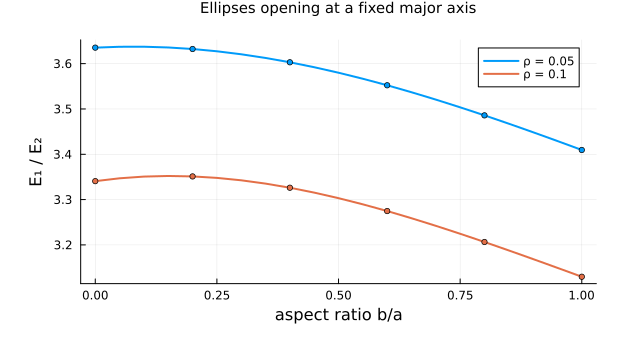 Ellipses opening at a fixed major axis
ρ = 0.05
ρ = 0.1
3.6
3.5
3.4
3.3
3.2
E₁ / E₂
0.00
0.25
0.50
0.75
1.00
aspect ratio b/a